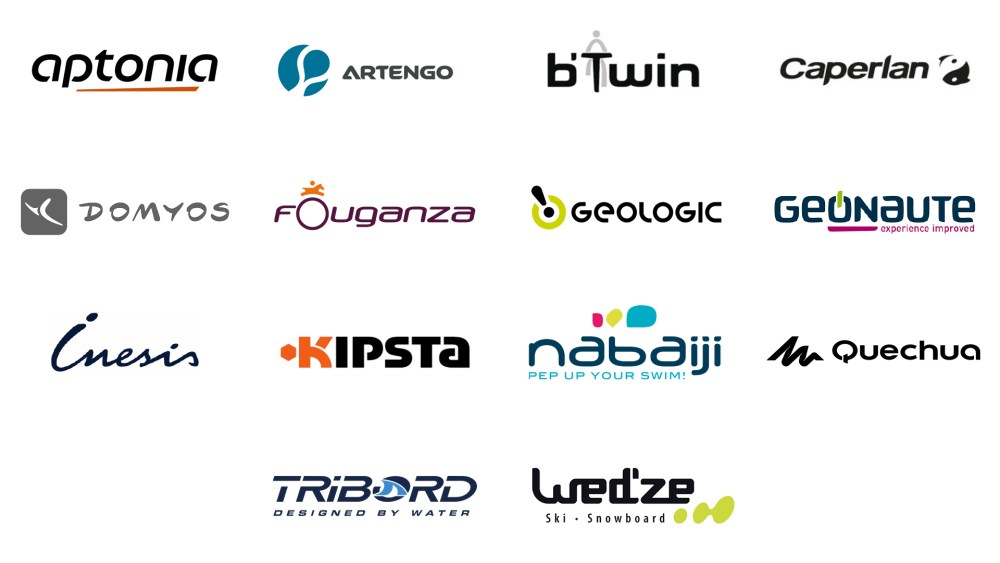 aptonia
ARTENGO
b'Twin
Caperlan
DOMYOS
FOuganza
GEOLOGIC
GEONAUTE
experience improved
inesis
KIPSTA
nabaiji
PEP UP YOUR SWIM!
Quechua
TRIBORD
DESIGNED BY WATER
wed'ze
Ski • Snowboard